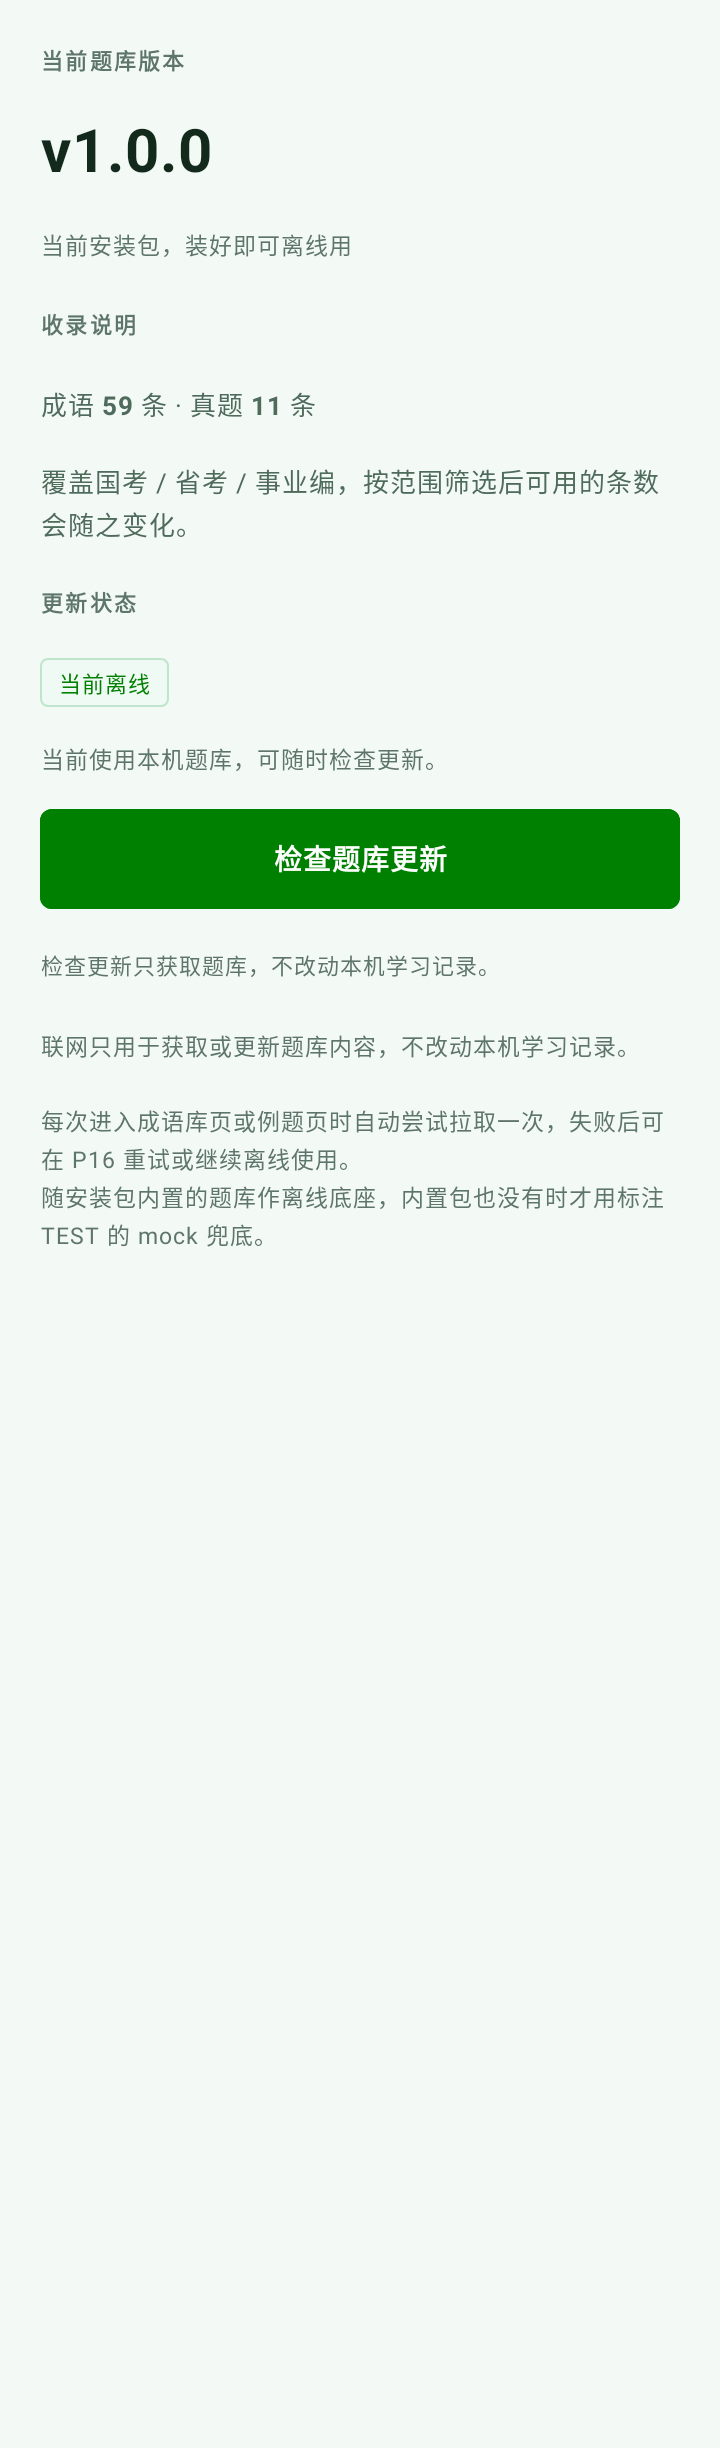 当前题库版本
v1.0.0
当前安装包，装好即可离线用
收录说明
成语 59 条 · 真题 11 条
覆盖国考 / 省考 / 事业编，按范围筛选后可用的条数
会随之变化。
更新状态
当前离线
当前使用本机题库，可随时检查更新。
检查题库更新
检查更新只获取题库，不改动本机学习记录。
联网只用于获取或更新题库内容，不改动本机学习记录。
每次进入成语库页或例题页时自动尝试拉取一次，失败后可
在 P16 重试或继续离线使用。
随安装包内置的题库作离线底座，内置包也没有时才用标注
TEST 的 mock 兜底。